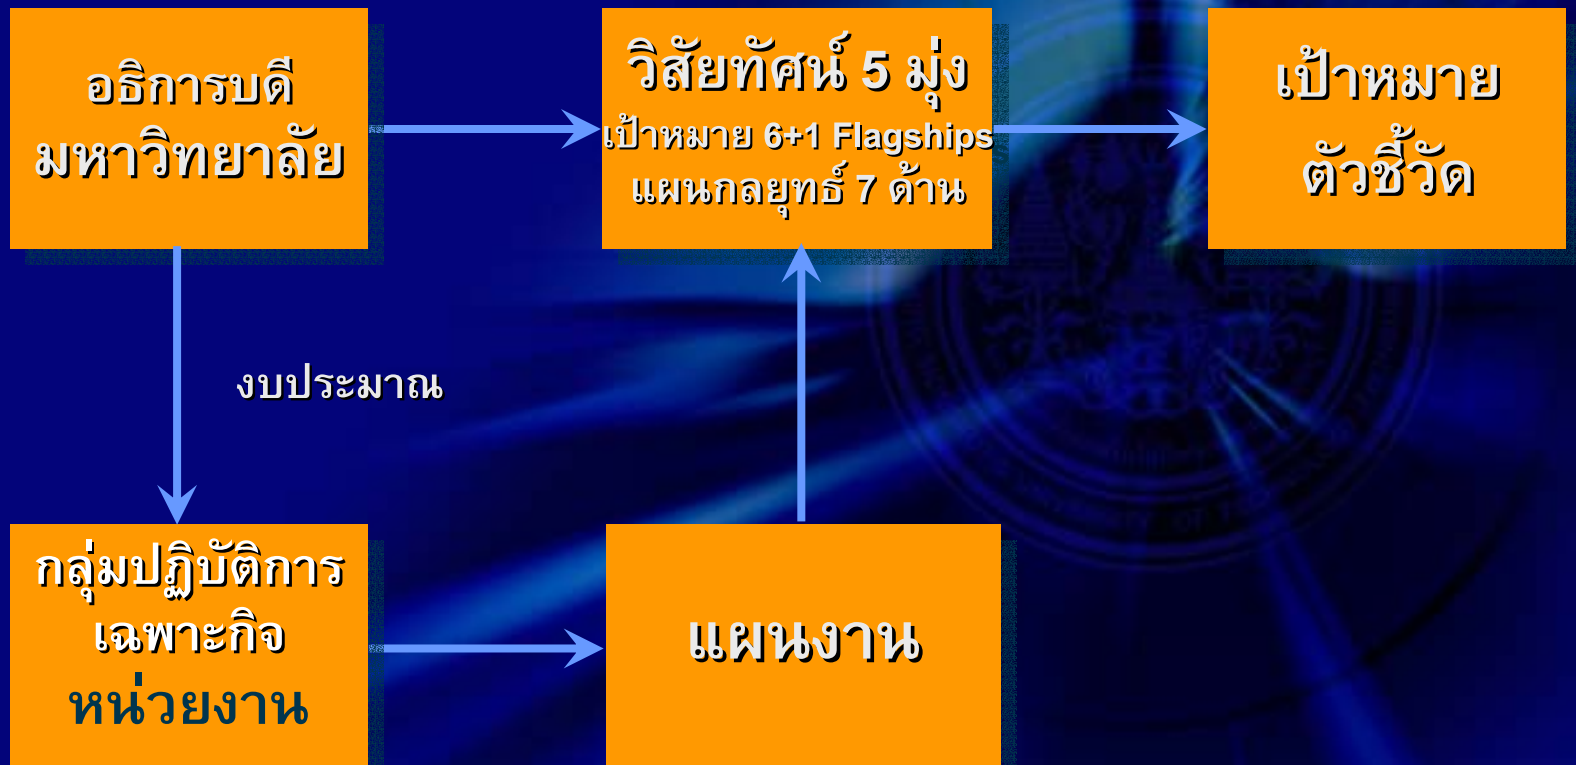 อธิการบดี
มหาวิทยาลัย
วิสัยทัศน์ 5 มุ่ง
เป้าหมาย 6+1 Flagships
แผนกลยุทธ์ 7 ด้าน
เป้าหมาย
ตัวชี้วัด
งบประมาณ
กลุ่มปฏิบัติการ
เฉพาะกิจ
หน่วยงาน
แผนงาน